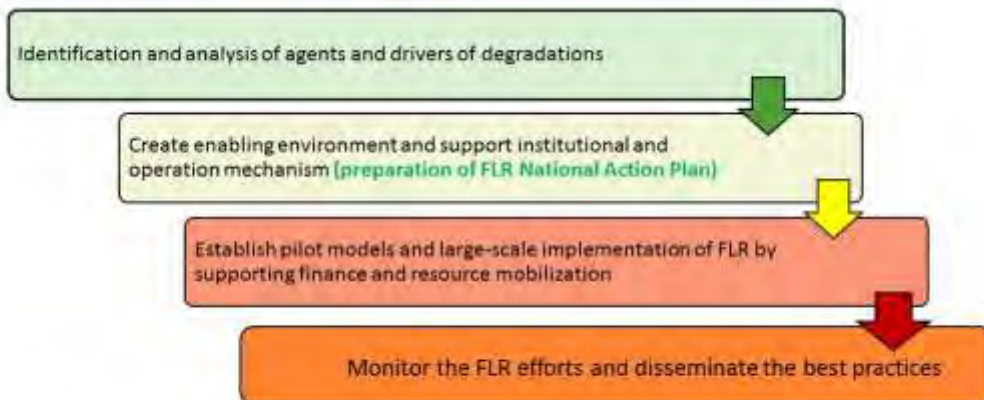 Identification and analysis of agents and drivers of degradations
Create enabling environment and support institutional and
operation mechanism (preparation of FLR National Action Plan)
Establish pilot models and large-scale implementation of FLR by
supporting finance and resource mobilization
Monitor the FLR efforts and disseminate the best practices